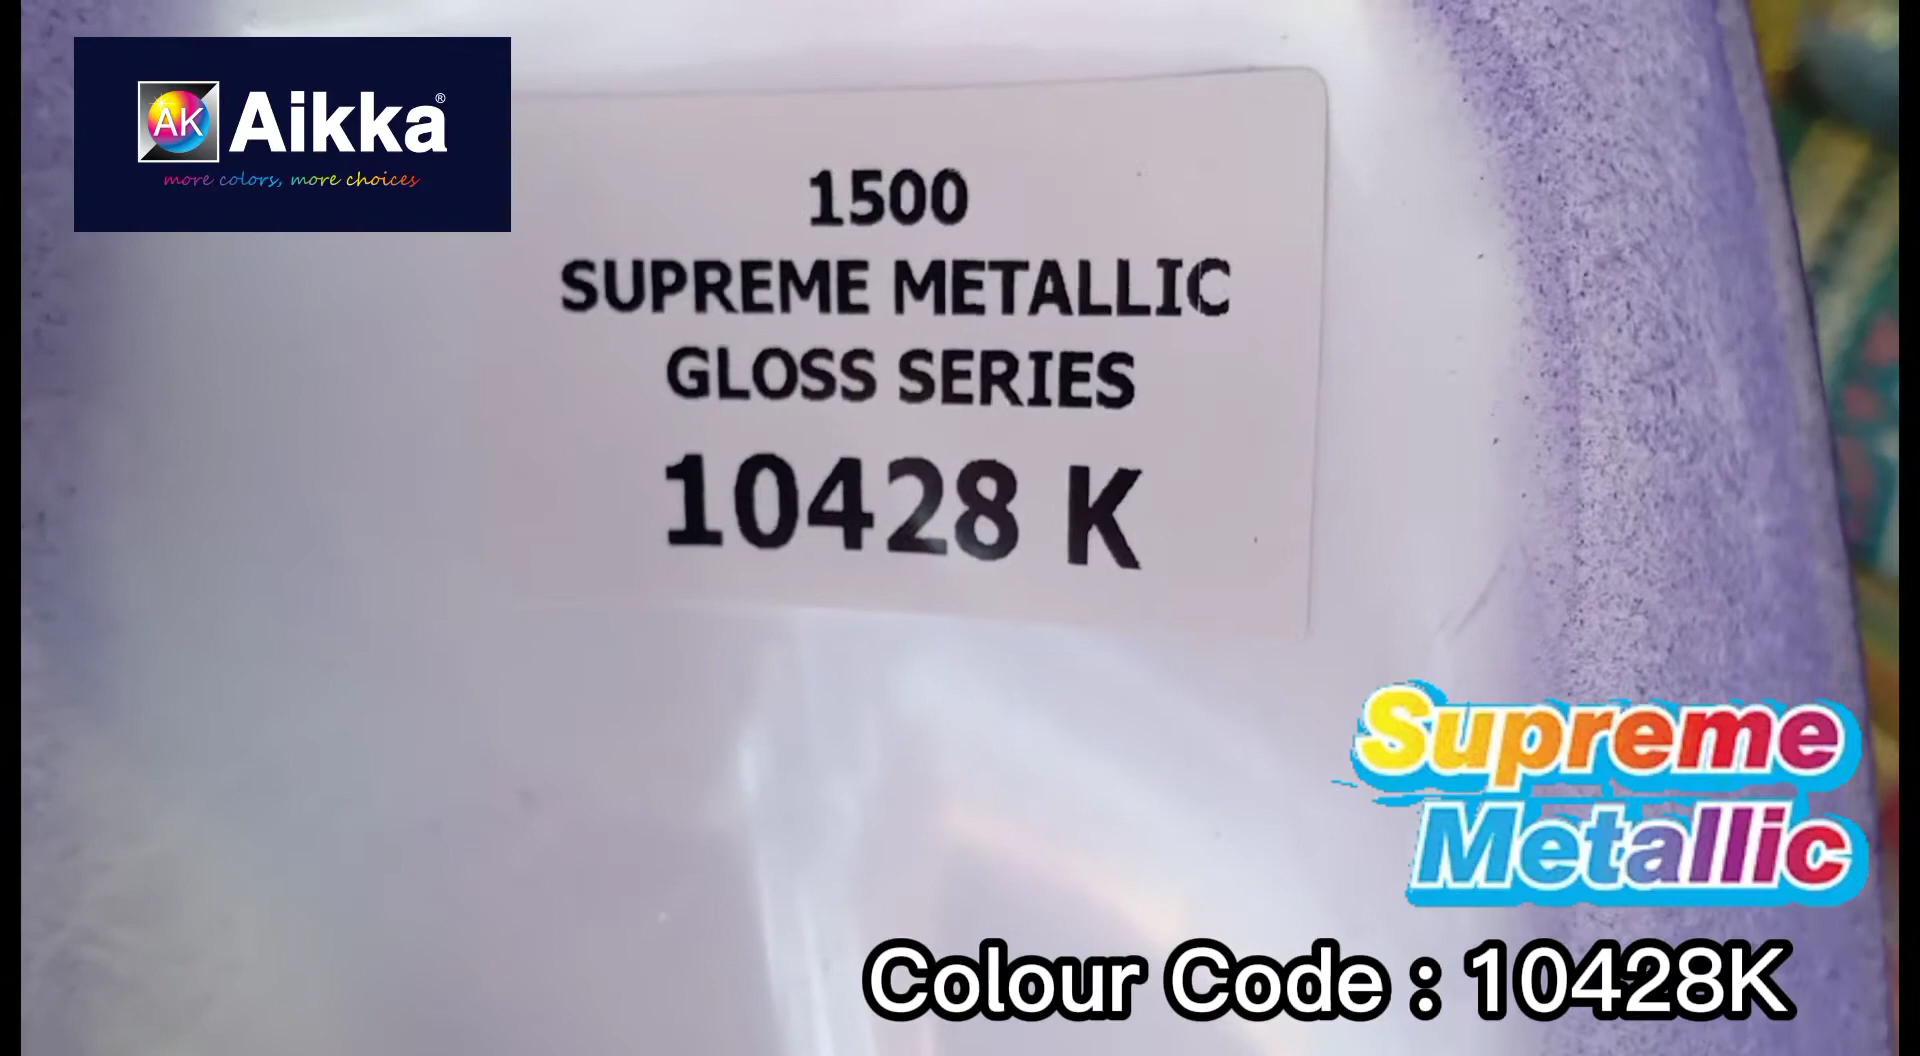 AK Aikka®
more colors, more choices
1500
SUPREME METALLIC
GLOSS SERIES
10428 K
Supreme
Metallic
Colour Code : 10428K